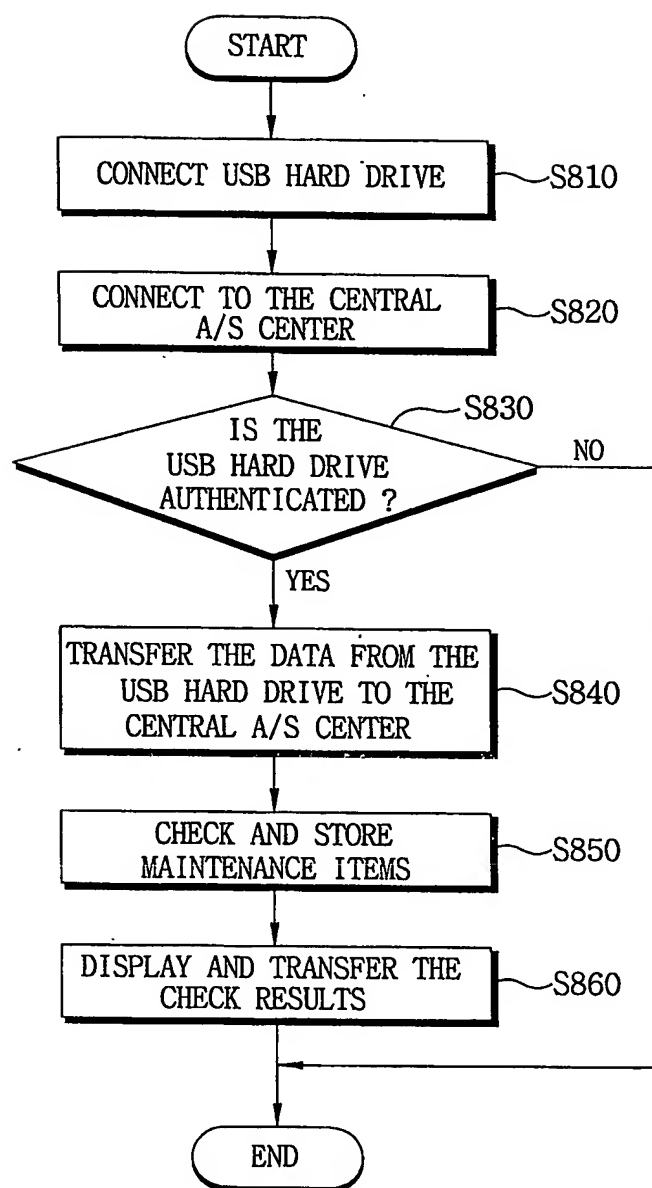 START
CONNECT USB HARD DRIVE
S810
CONNECT TO THE CENTRAL
A/S CENTER
S820
S830
IS THE
USB HARD DRIVE
AUTHENTICATED ?
NO
YES
TRANSFER THE DATA FROM THE
USB HARD DRIVE TO THE
CENTRAL A/S CENTER
S840
CHECK AND STORE
MAINTENANCE ITEMS
S850
DISPLAY AND TRANSFER THE
CHECK RESULTS
S860
END